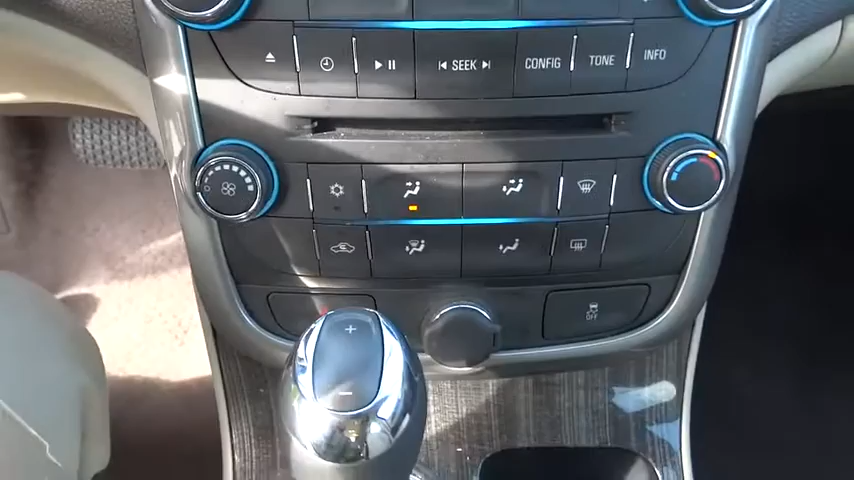 SEEK
CONFIG
TONE
INFO
OFF
+
-